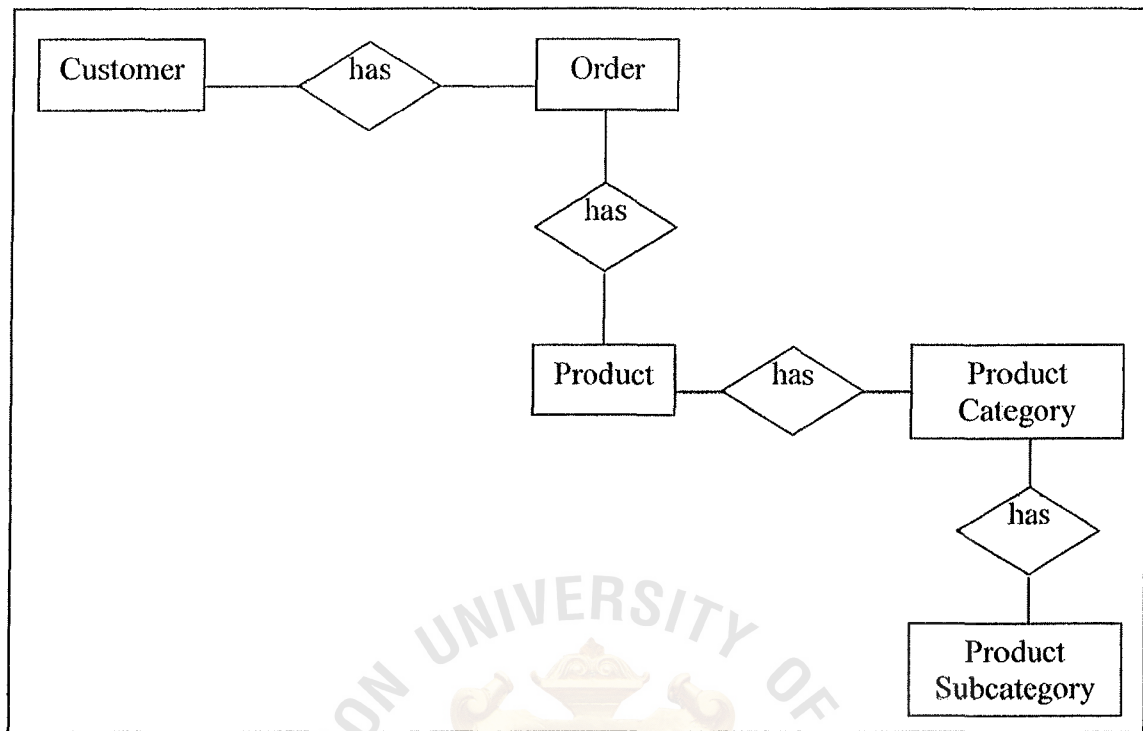 Customer
has
Order
has
Product
has
Product
Category
has
Product
Subcategory
UNIVERSITY OF